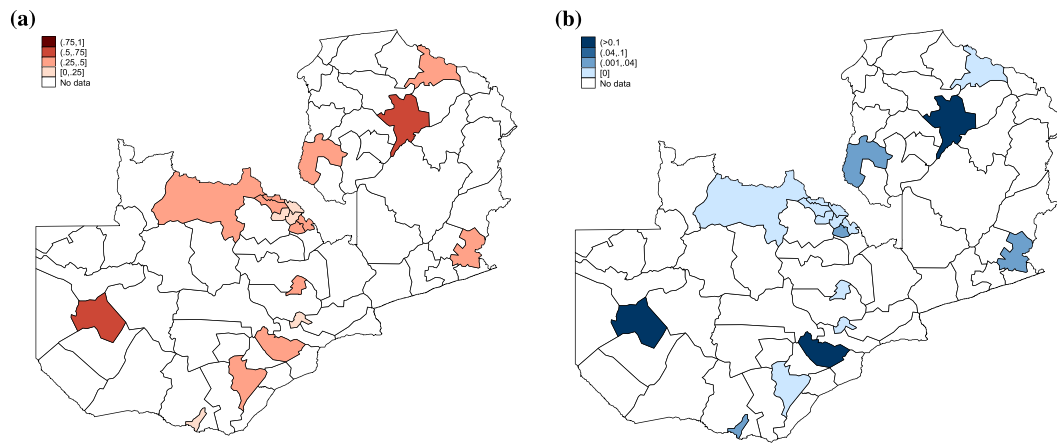 (a)
(.75,1]
(.5,.75]
(.25,.5]
[0,.25]
No data
(b)
(>0.1
(.04,.1]
(.001,.04]
[0]
No data